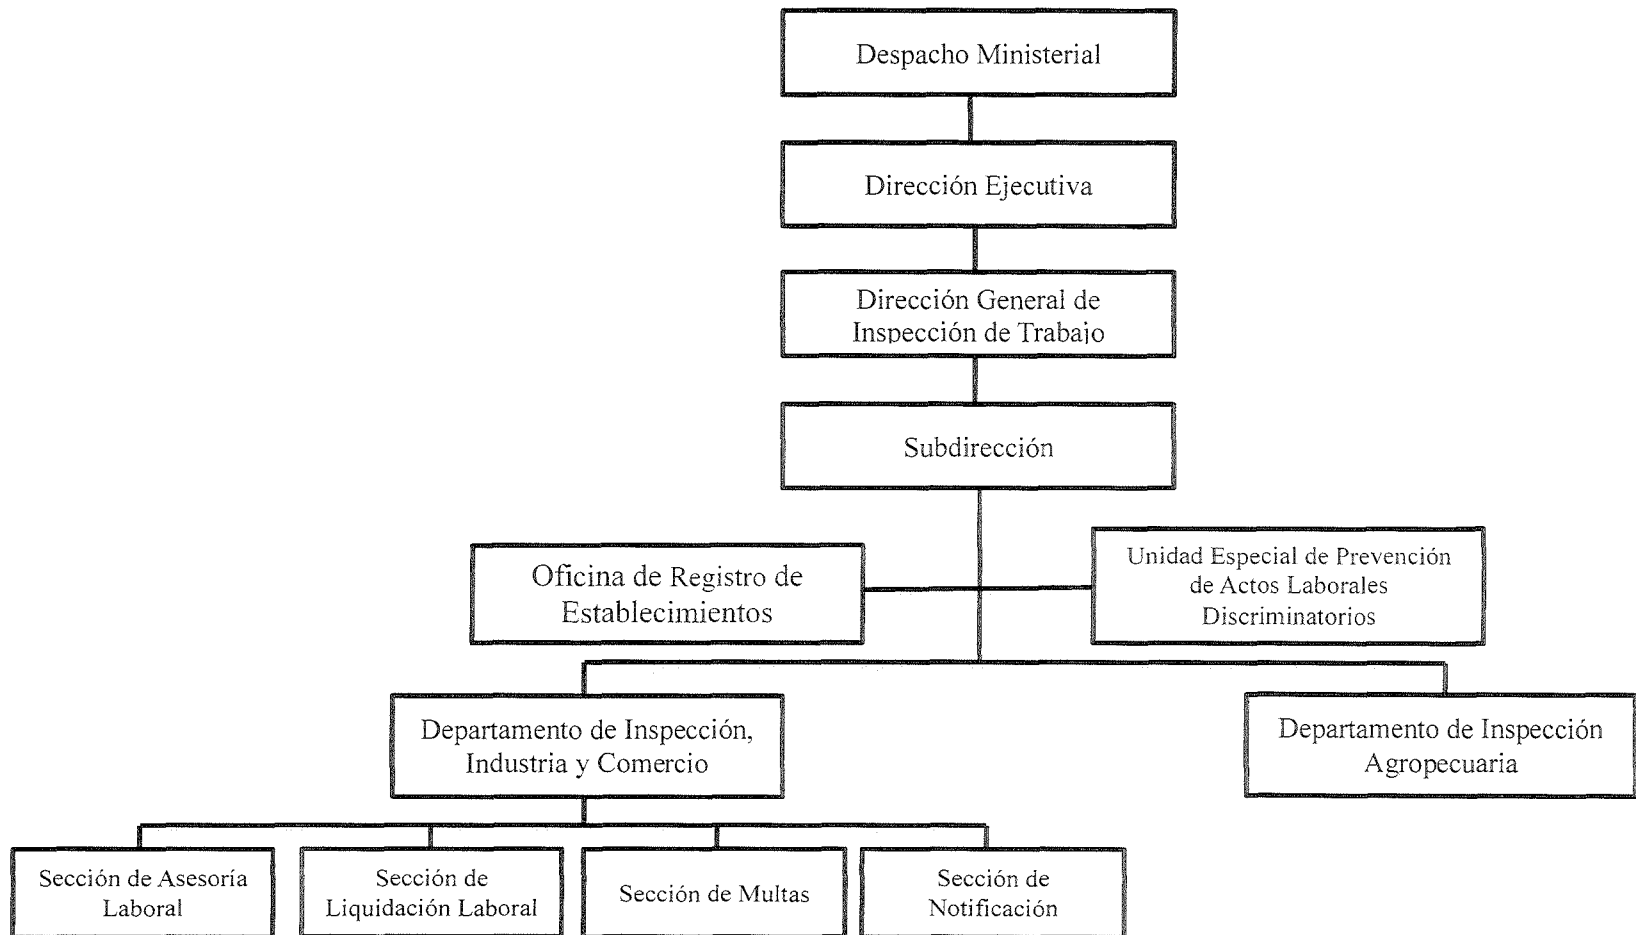 Despacho Ministerial
Dirección Ejecutiva
Dirección General de
Inspección de Trabajo
Subdirección
Oficina de Registro de
Establecimientos
Unidad Especial de Prevención
de Actos Laborales
Discriminatorios
Departamento de Inspección,
Industria y Comercio
Departamento de Inspección
Agropecuaria
Sección de Asesoría
Laboral
Sección de
Liquidación Laboral
Sección de Multas
Sección de
Notificación